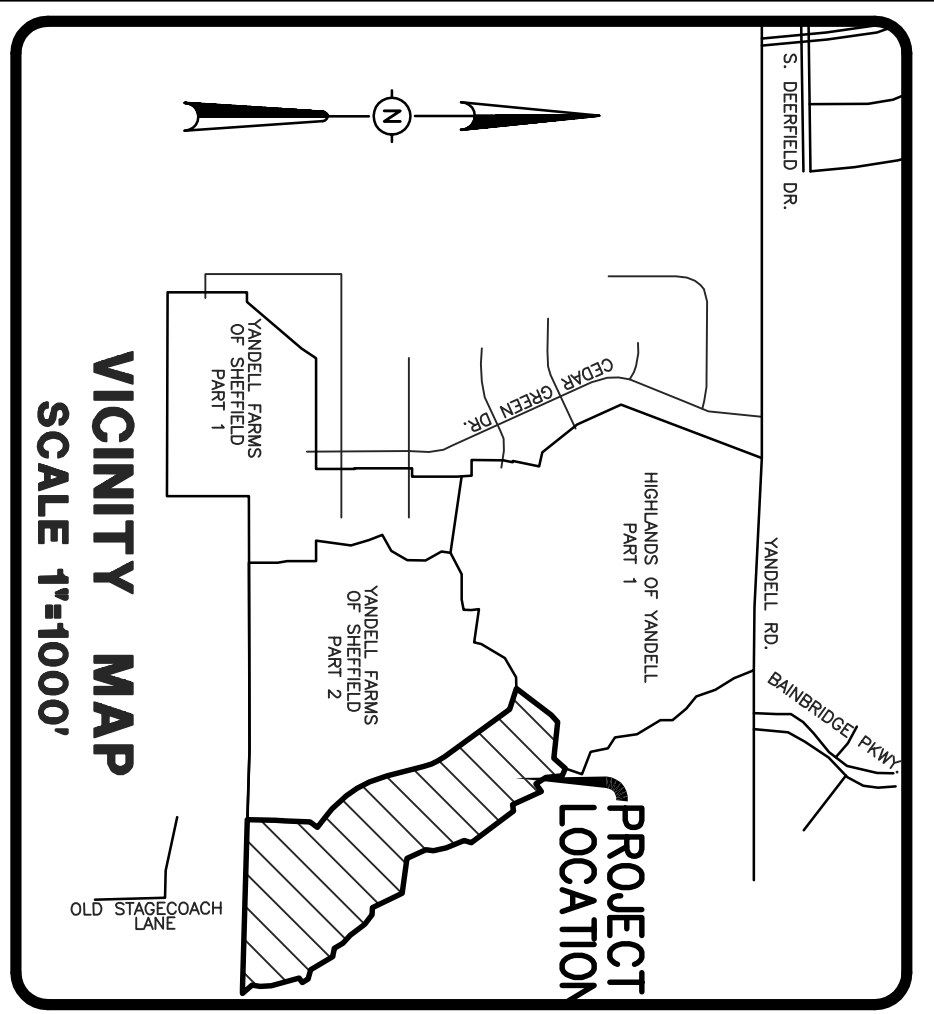 S. DEERFIELD DR.
YANDELL RD.
BAINBRIDGE PKWY.
CEDAR GREEN DR.
HIGHLANDS OF YANDELL
PART 1
N
PROJECT
LOCATION
YANDELL FARMS
OF SHEFFIELD
PART 2
YANDELL FARMS
OF SHEFFIELD
PART 1
OLD STAGECOACH
LANE
VICINITY MAP
SCALE 1"=1000'